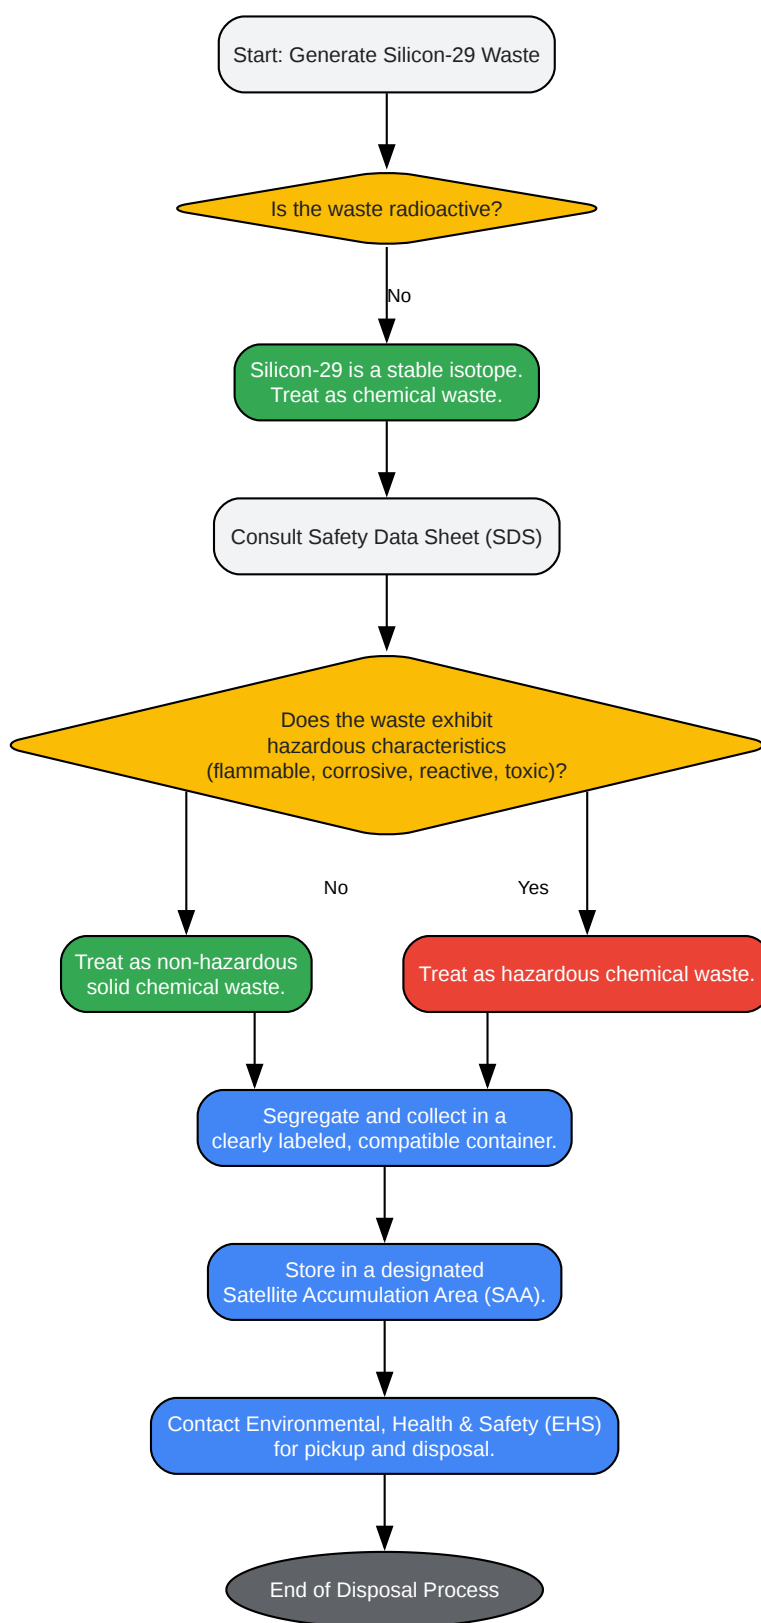 Start: Generate Silicon-29 Waste
Is the waste radioactive?
No
Silicon-29 is a stable isotope.
Treat as chemical waste.
Consult Safety Data Sheet (SDS)
Does the waste exhibit
hazardous characteristics
(flammable, corrosive, reactive, toxic)?
No
Yes
Treat as non-hazardous
solid chemical waste.
Treat as hazardous chemical waste.
Segregate and collect in a
clearly labeled, compatible container.
Store in a designated
Satellite Accumulation Area (SAA).
Contact Environmental, Health & Safety (EHS)
for pickup and disposal.
End of Disposal Process